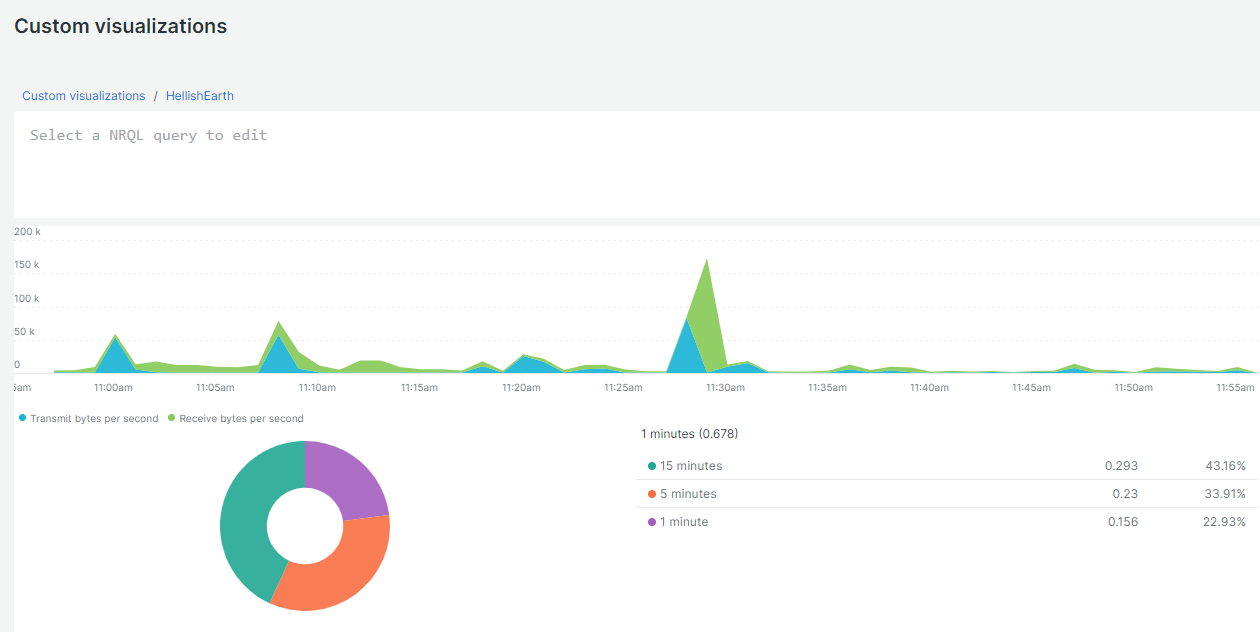 Custom visualizations
Custom visualizations / HellishEarth
Select a NRQL query to edit
200 k
150 k
100 k
50 k
0
5am 11:00am 11:05am 11:10am 11:15am 11:20am 11:25am 11:30am 11:35am 11:40am 11:45am 11:50am 11:55am
Transmit bytes per second Receive bytes per second
1 minutes (0.678)
15 minutes 0.293 43.16%
5 minutes 0.23 33.91%
1 minute 0.156 22.93%